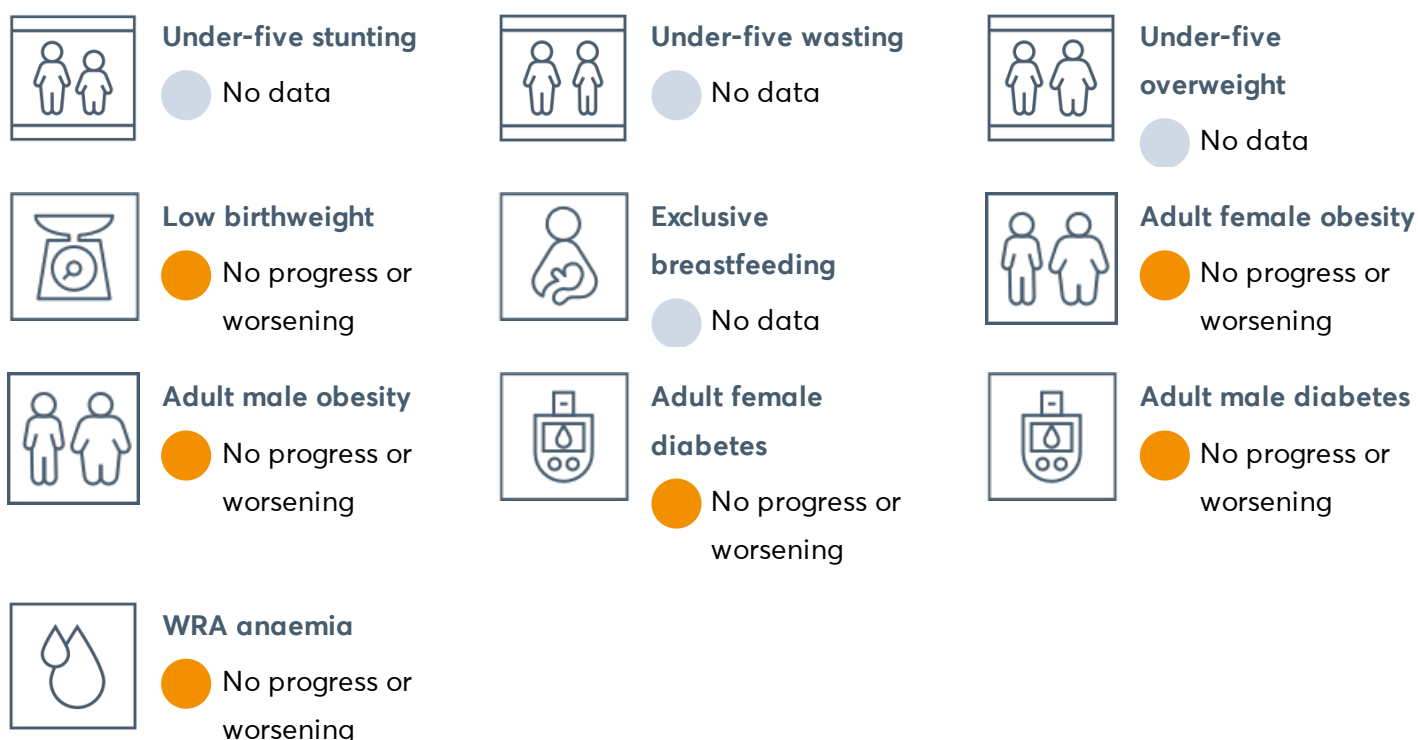 Under-five stunting
No data
Under-five wasting
No data
Under-five
overweight
No data
Low birthweight
No progress or
worsening
Exclusive
breastfeeding
No data
Adult female obesity
No progress or
worsening
Adult male obesity
No progress or
worsening
Adult female
diabetes
No progress or
worsening
Adult male diabetes
No progress or
worsening
WRA anaemia
No progress or
worsening